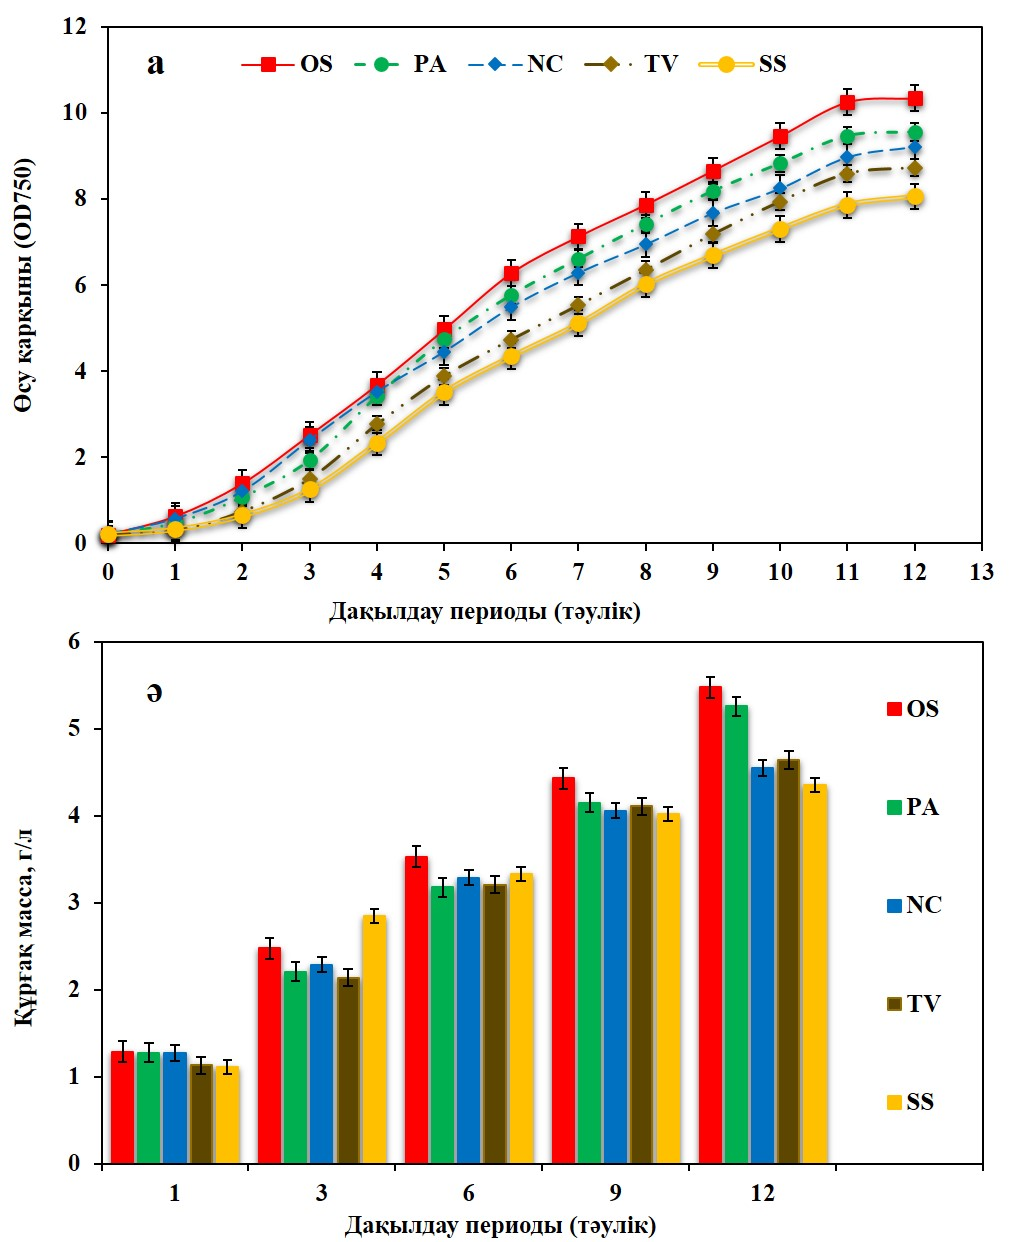 12
а
OS PA NC TV SS
10
8
6
4
2
0
Өсу қарқыны (OD750)
0 1 2 3 4 5 6 7 8 9 10 11 12 13
Дақылдау периоды (тәулік)
6
ә
5
4
3
2
1
0
Құрғақ масса, г/л
OS
PA
NC
TV
SS
1 3 6 9 12
Дақылдау периоды (тәулік)